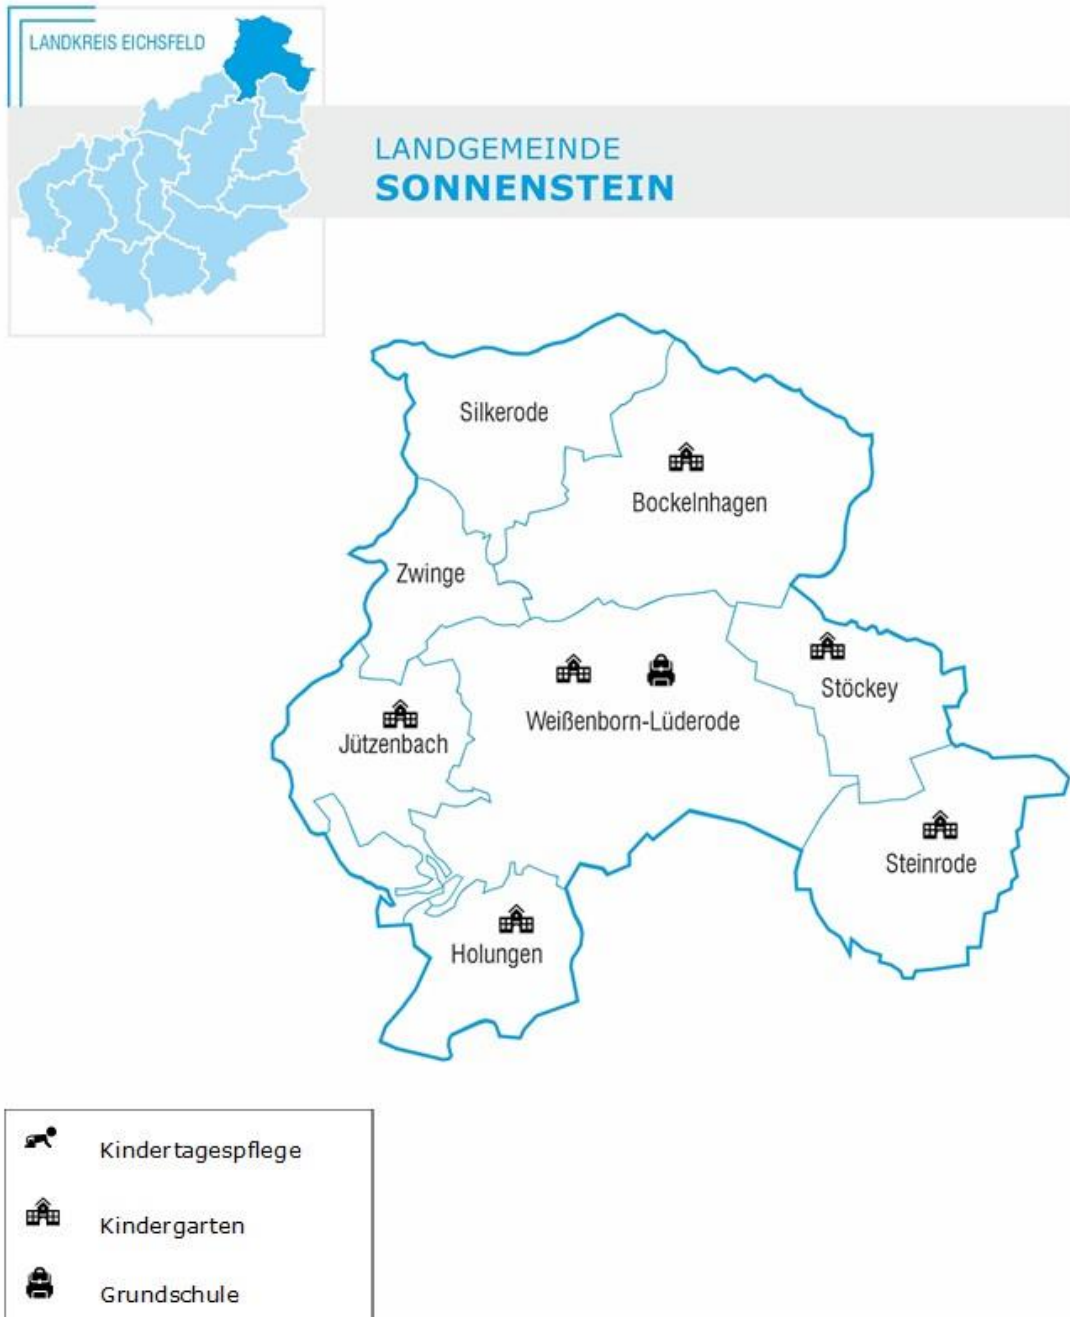 LANDKREIS EICHSFELD
LANDGEMEINDE
SONNENSTEIN
Silkerode
Bockelnhagen
Zwinge
Stöckey
Weißenborn-Lüderode
Jützenbach
Steinrode
Holungen
Kindertagespflege
Kindergarten
Grundschule